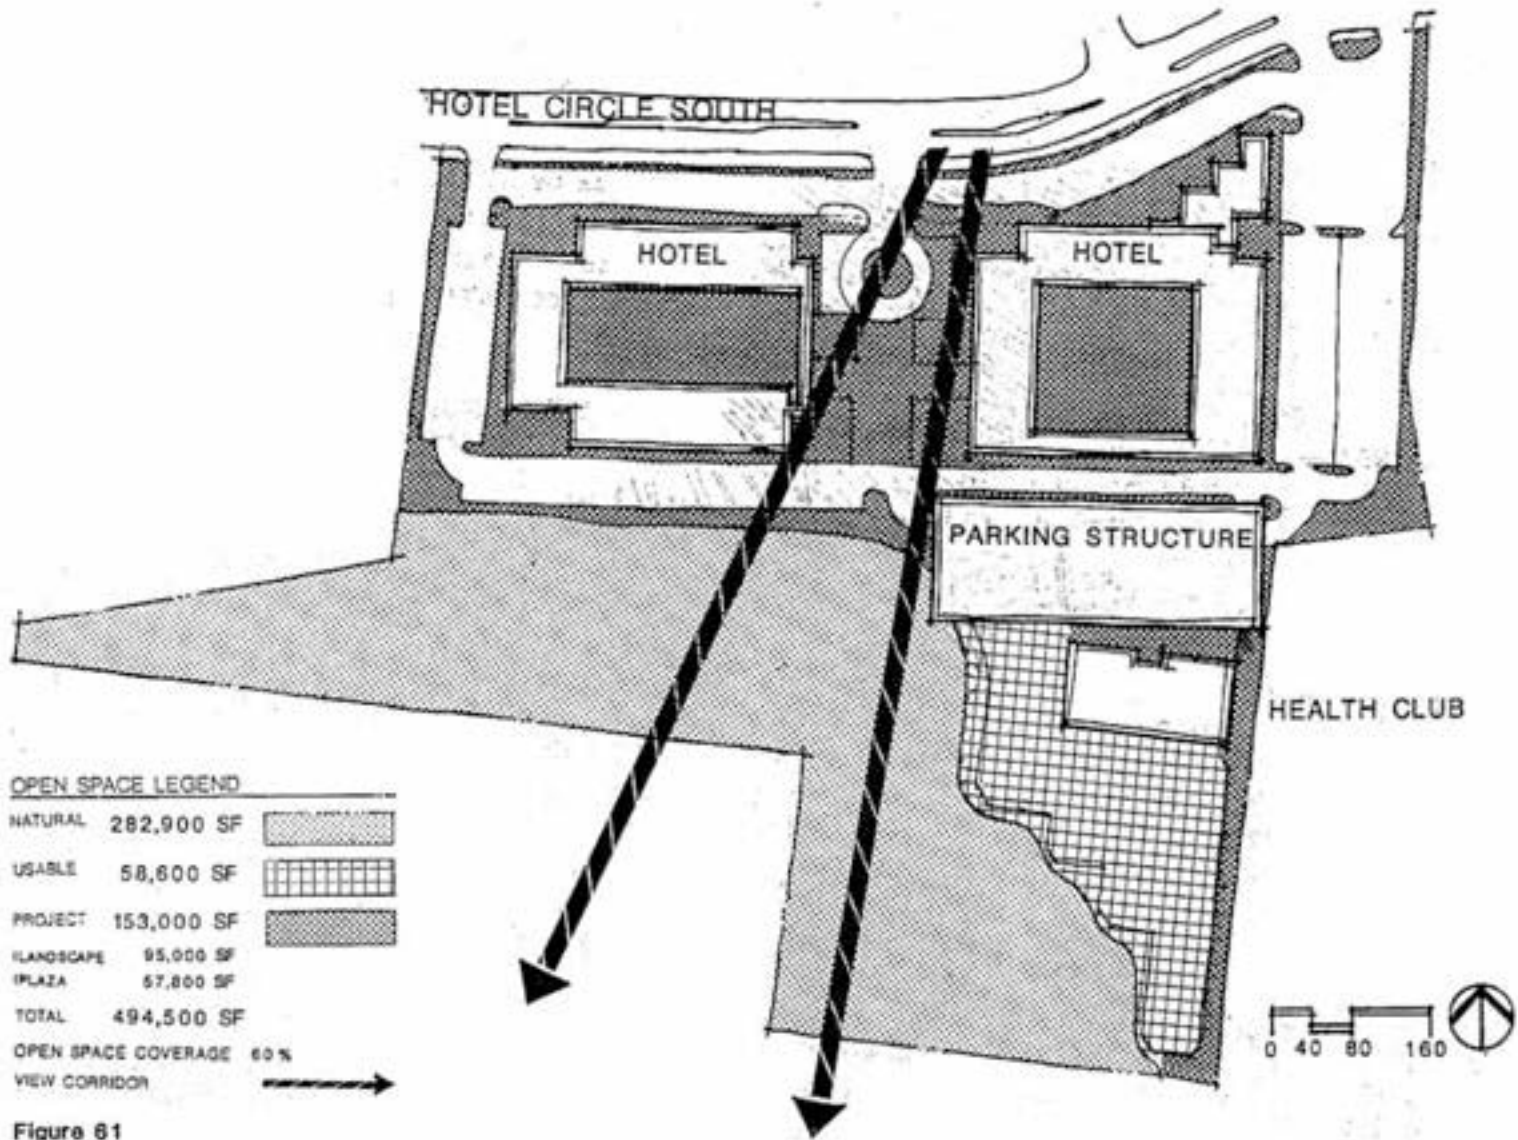 HOTEL CIRCLE SOUTH
HOTEL
HOTEL
PARKING STRUCTURE
HEALTH CLUB
OPEN SPACE LEGEND
NATURAL 282,900 SF
USABLE 58,600 SF
PROJECT 153,000 SF
(LANDSCAPE 95,000 SF
(PLAZA 57,800 SF
TOTAL 494,500 SF
OPEN SPACE COVERAGE 60 %
VIEW CORRIDOR
0 40 80 160
Figure 61